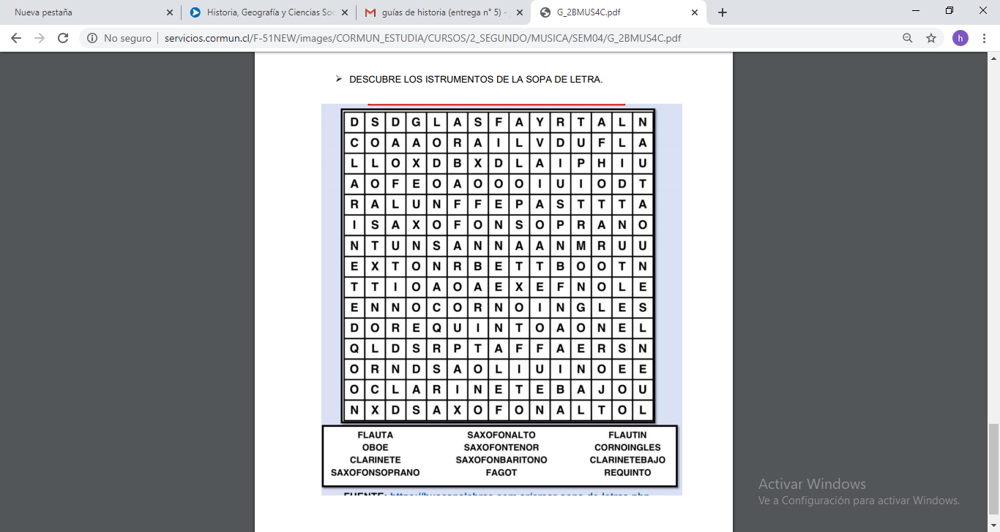 Nueva pestaña
Historia, Geografía y Ciencias Soc
guías de historia (entrega n° 5) -
G_2BMUS4C.pdf
No seguro
servicios.cormun.cl/F-51NEW/images/CORMUN_ESTUDIA/CURSOS/2_SEGUNDO/MUSICA/SEM04/G_2BMUS4C.pdf
h
DESCUBRE LOS ISTRUMENTOS DE LA SOPA DE LETRA.
D S D G L A S F A Y R T A L N
C O A A O R A I L V D U F L A
L L O X D B X D L A I P H I U
A O F E O A O O O I U I O D T
R A L U N F F E P A S T T T A
I S A X O F O N S O P R A N O
N T U N S A N N A A N M R U U
E X T O N R B E T T B O O T N
T T I O A O A E X E F N O L E
E N N O C O R N O I N G L E S
D O R E Q U I N T O A O N E L
Q L D S R P T A F F A E R S N
O R N D S A O L I U I N O E E
O C L A R I N E T E B A J O U
N X D S A X O F O N A L T O L
FLAUTA SAXOFONALTO FLAUTIN
OBOE SAXOFONTENOR CORNOINGLES
CLARINETE SAXOFONBARITONO CLARINETEBAJO
SAXOFONSOPRANO FAGOT REQUINTO
Activar Windows
Ve a Configuración para activar Windows.